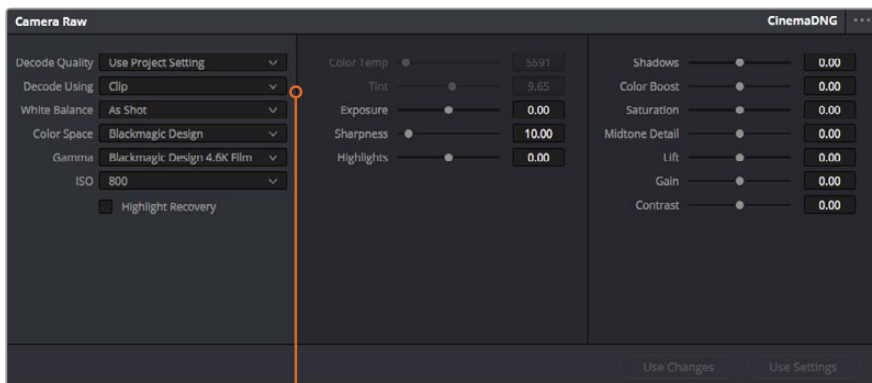 Camera Raw
CinemaDNG
Decode Quality Use Project Setting
Decode Using Clip
White Balance As Shot
Color Space Blackmagic Design
Gamma Blackmagic Design 4.6K Film
ISO 800
Highlight Recovery
Color Temp 5591
Tint 9.65
Exposure 0.00
Sharpness 10.00
Highlights 0.00
Shadows 0.00
Color Boost 0.00
Saturation 0.00
Midtone Detail 0.00
Lift 0.00
Gain 0.00
Contrast 0.00
Use Changes
Use Settings